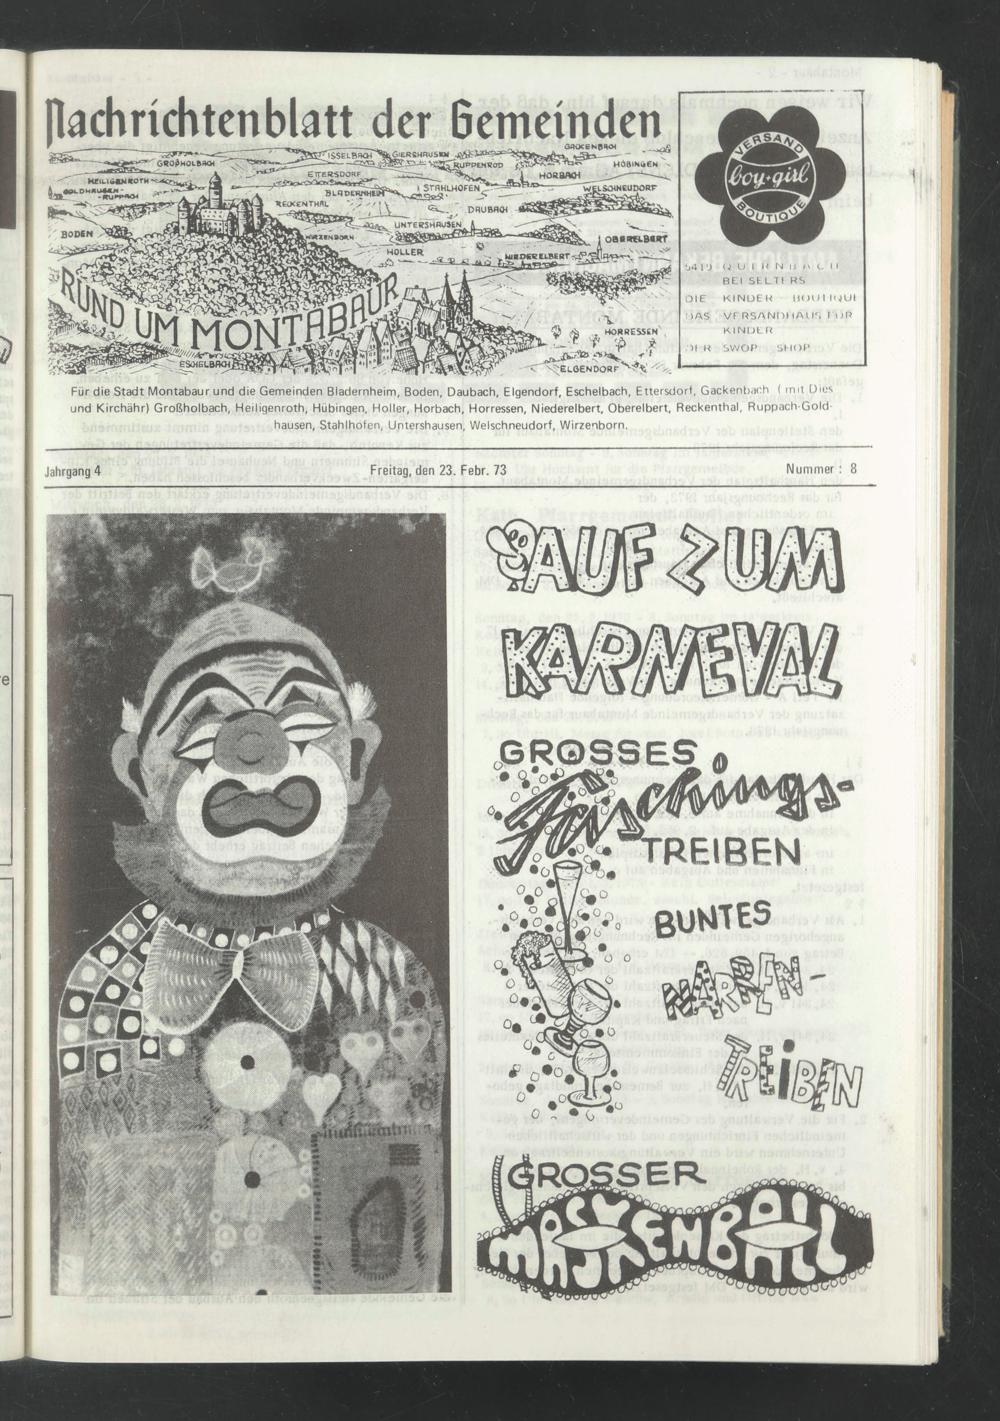 Nachrichtenblatt der Gemeinden
GROẞHOLBACH
ISSELBACH
GIERSHAUSEN
RUPPENROD
GACKENBACH
HÜBINGEN
HORBACH
HEILIGENROTH
GOLDHAUSEN-
RUPPACH
ETTERSDORF
BLADERNHEIM
STAHLHOFEN
WELSCHNEUDORF
RECKENTHAL
DAUBACH
UNTERSHAUSEN
BODEN
WIRZENBORN
HOLLER
NIEDERELBERT
OBERELBERT
RUND UM MONTABAUR
HORRESSEN
ESCHELBACH
ELGENDORF
VERSAND
boy-girl
BOUTIQUE
5419 QUIRNBACH
BEI SELTERS
DIE KINDER BOUTIQUE
DAS VERSANDHAUS FÜR
KINDER
DER SWOP SHOP
Für die Stadt Montabaur und die Gemeinden Bladernheim, Boden, Daubach, Elgendorf, Eschelbach, Ettersdorf, Gackenbach (mit Dies
und Kirchähr) Großholbach, Heiligenroth, Hübingen, Holler, Horbach, Horressen, Niederelbert, Oberelbert, Reckenthal, Ruppach-Gold-
hausen, Stahlhofen, Untershausen, Welschneudorf, Wirzenborn.
Jahrgang 4
Freitag, den 23. Febr. 73
Nummer : 8
AUF ZUM
KARNEVAL
GROSSES
Faschings-
TREIBEN
BUNTES
NARREN-
TREIBEN
GROSSER
MASKENBALL